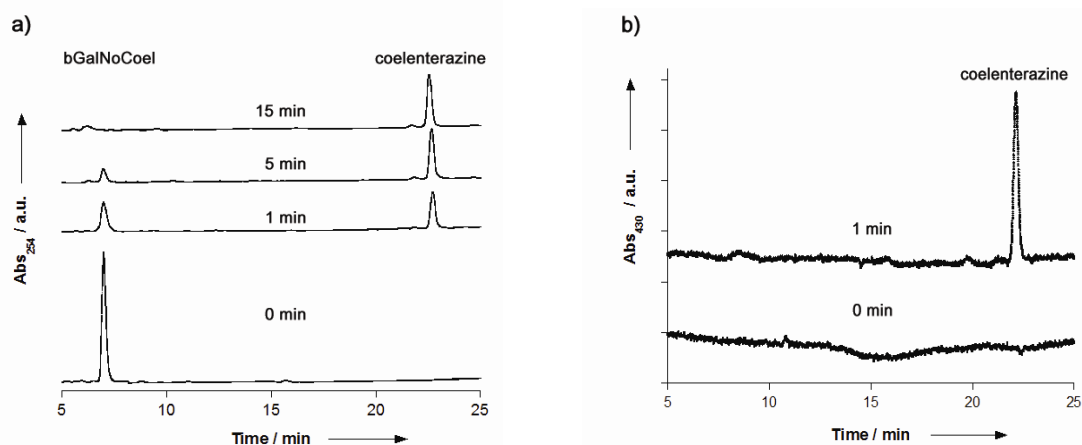 a)
bGalNoCoel coelenterazine
15 min
5 min
1 min
0 min
Abs254 / a.u.
5 10 15 20 25
Time / min
b)
coelenterazine
1 min
0 min
Abs430 / a.u.
5 10 15 20 25
Time / min